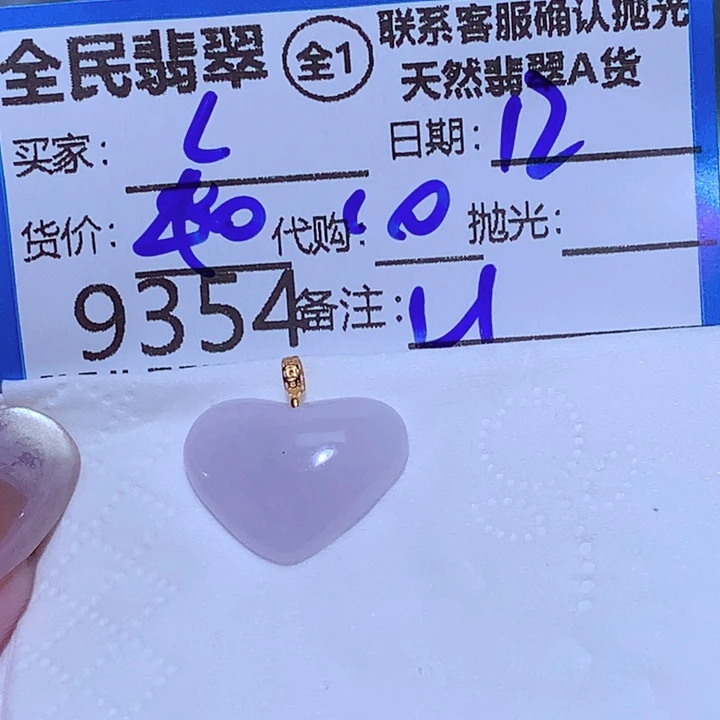 全民翡翠 全1 联系客服确认抛光
天然翡翠A货
买家: L 日期: 12
货价: 代购: 抛光:
9354 备注: